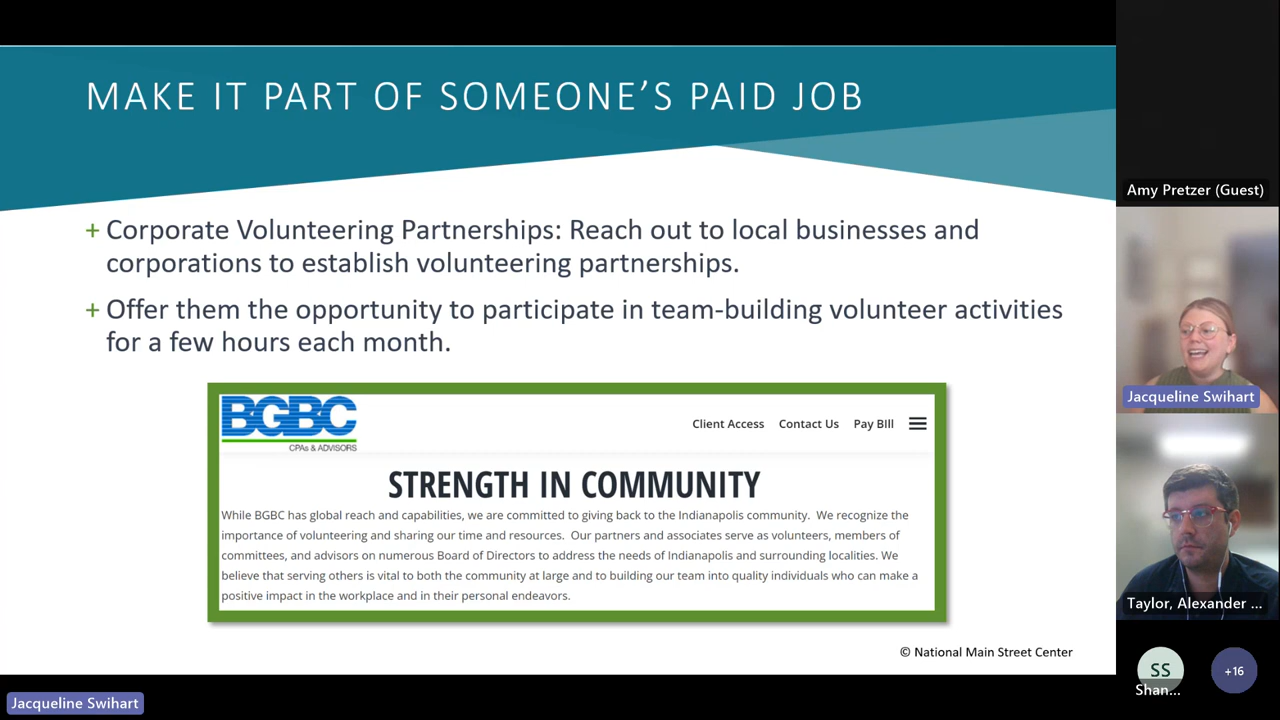 MAKE IT PART OF SOMEONE'S PAID JOB
+ Corporate Volunteering Partnerships: Reach out to local businesses and
corporations to establish volunteering partnerships.
+ Offer them the opportunity to participate in team-building volunteer activities
for a few hours each month.
BGBC
CPAs & ADVISORS
Client Access Contact Us Pay Bill
STRENGTH IN COMMUNITY
While BGBC has global reach and capabilities, we are committed to giving back to the Indianapolis community. We recognize the
importance of volunteering and sharing our time and resources. Our partners and associates serve as volunteers, members of
committees, and advisors on numerous Board of Directors to address the needs of Indianapolis and surrounding localities. We
believe that serving others is vital to both the community at large and to building our team into quality individuals who can make a
positive impact in the workplace and in their personal endeavors.
© National Main Street Center
Jacqueline Swihart
Amy Pretzer (Guest)
Jacqueline Swihart
Taylor, Alexander ...
SS
Shan...
+16